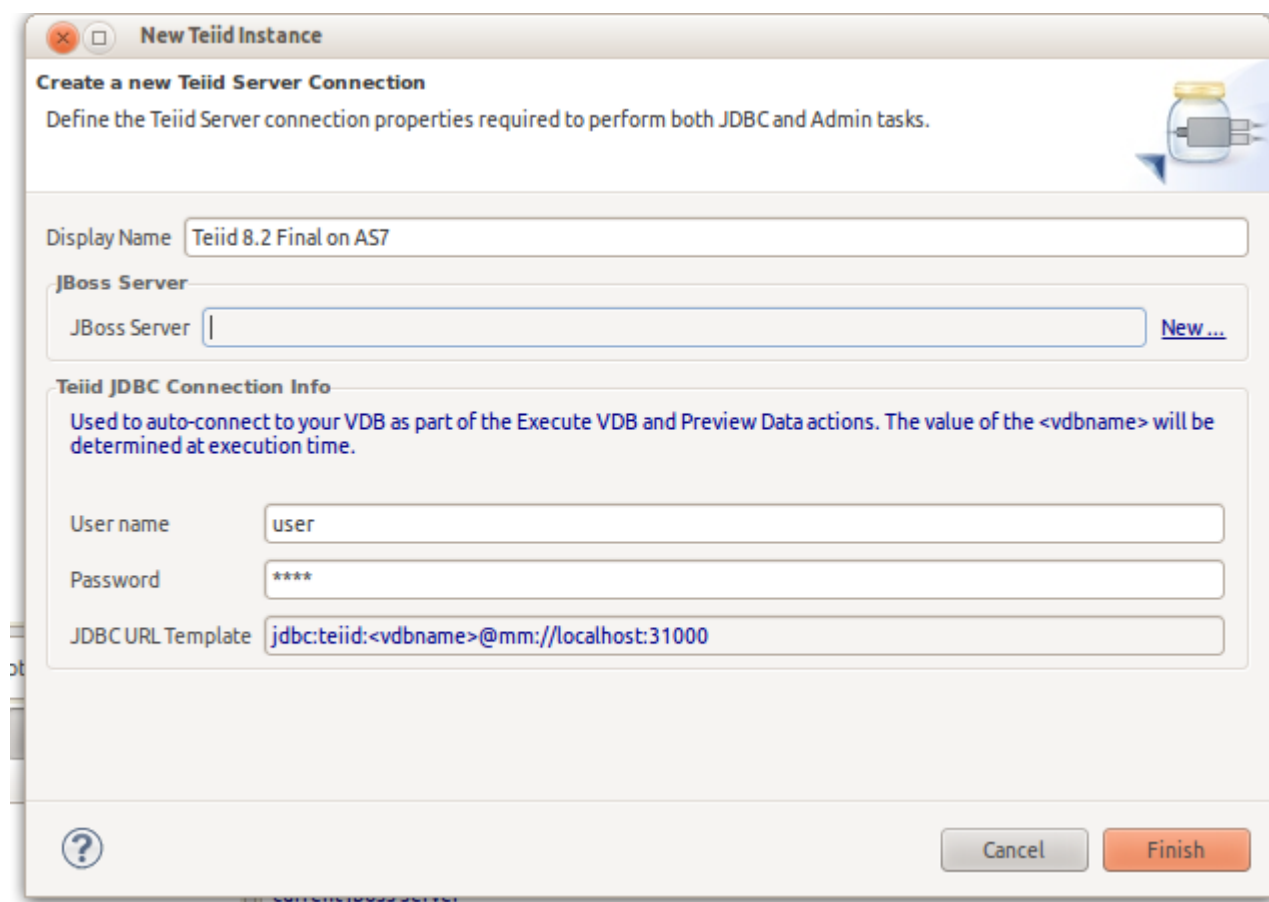 New Teiid Instance
Create a new Teiid Server Connection
Define the Teiid Server connection properties required to perform both JDBC and Admin tasks.
Display Name Teiid 8.2 Final on AS7
JBoss Server
JBoss Server New ...
Teiid JDBC Connection Info
Used to auto-connect to your VDB as part of the Execute VDB and Preview Data actions. The value of the <vdbname> will be
determined at execution time.
User name user
Password ****
JDBC URL Template jdbc:teiid:<vdbname>@mm://localhost:31000
ot
? Cancel Finish